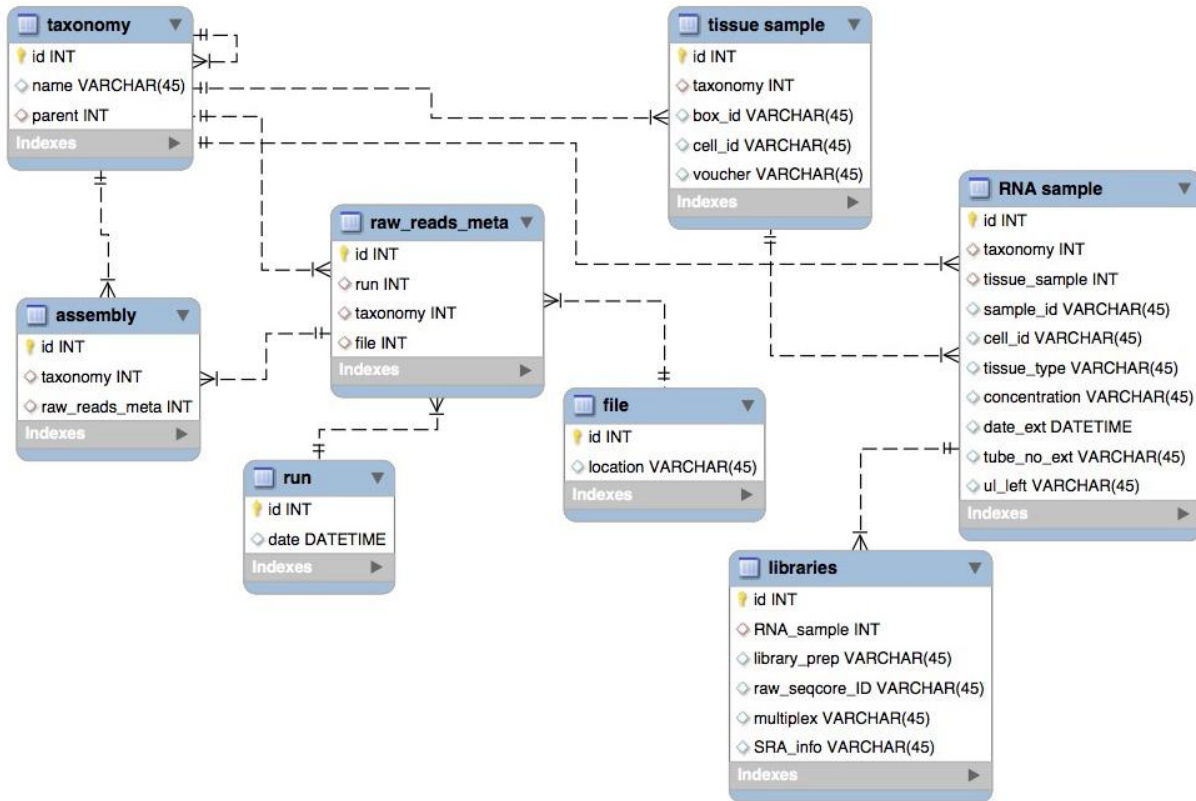 taxonomy
id INT
name VARCHAR(45)
parent INT
Indexes
tissue sample
id INT
taxonomy INT
box_id VARCHAR(45)
cell_id VARCHAR(45)
voucher VARCHAR(45)
Indexes
RNA sample
id INT
taxonomy INT
tissue_sample INT
sample_id VARCHAR(45)
cell_id VARCHAR(45)
tissue_type VARCHAR(45)
concentration VARCHAR(45)
date_ext DATETIME
tube_no_ext VARCHAR(45)
ul_left VARCHAR(45)
Indexes
raw_reads_meta
id INT
run INT
taxonomy INT
file INT
Indexes
assembly
id INT
taxonomy INT
raw_reads_meta INT
Indexes
file
id INT
location VARCHAR(45)
Indexes
run
id INT
date DATETIME
Indexes
libraries
id INT
RNA_sample INT
library_prep VARCHAR(45)
raw_seqcore_ID VARCHAR(45)
multiplex VARCHAR(45)
SRA_info VARCHAR(45)
Indexes